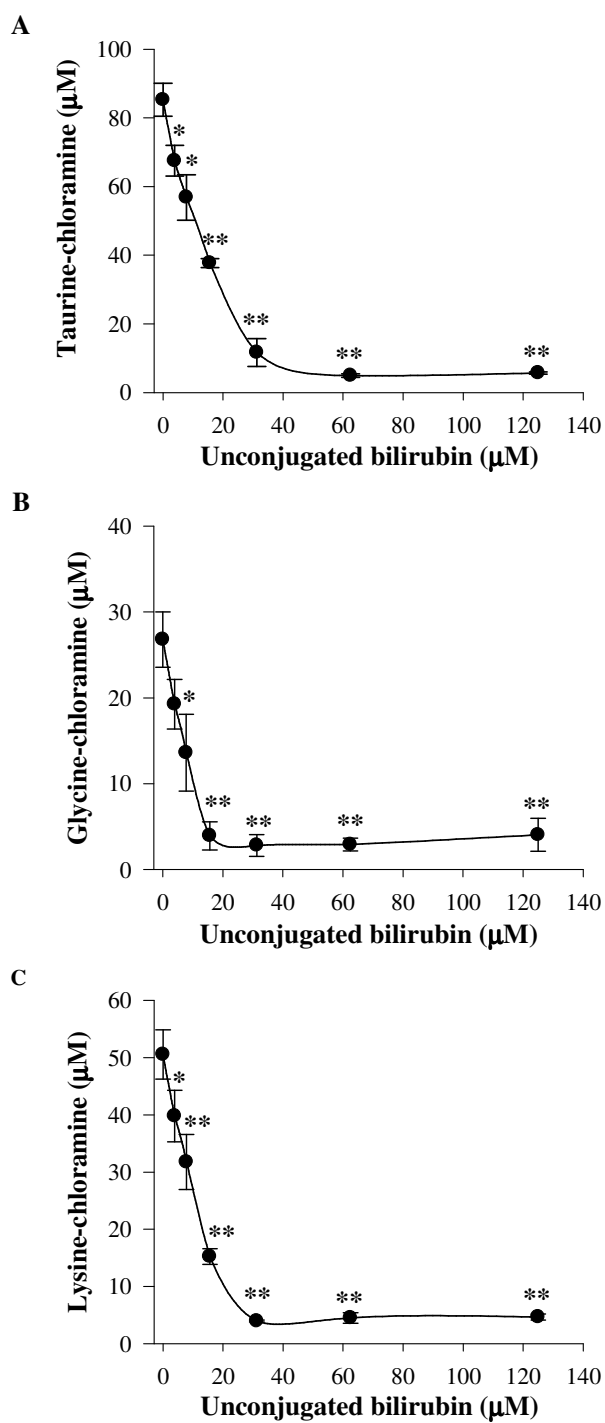 A
Taurine-chloramine (µM)
100
80
60
40
20
0
*
*
**
**
**
**
0 20 40 60 80 100 120 140
Unconjugated bilirubin (µM)
B
Glycine-chloramine (µM)
40
30
20
10
0
*
**
**
**
**
0 20 40 60 80 100 120 140
Unconjugated bilirubin (µM)
C
Lysine-chloramine (µM)
60
50
40
30
20
10
0
*
**
**
**
**
**
0 20 40 60 80 100 120 140
Unconjugated bilirubin (µM)